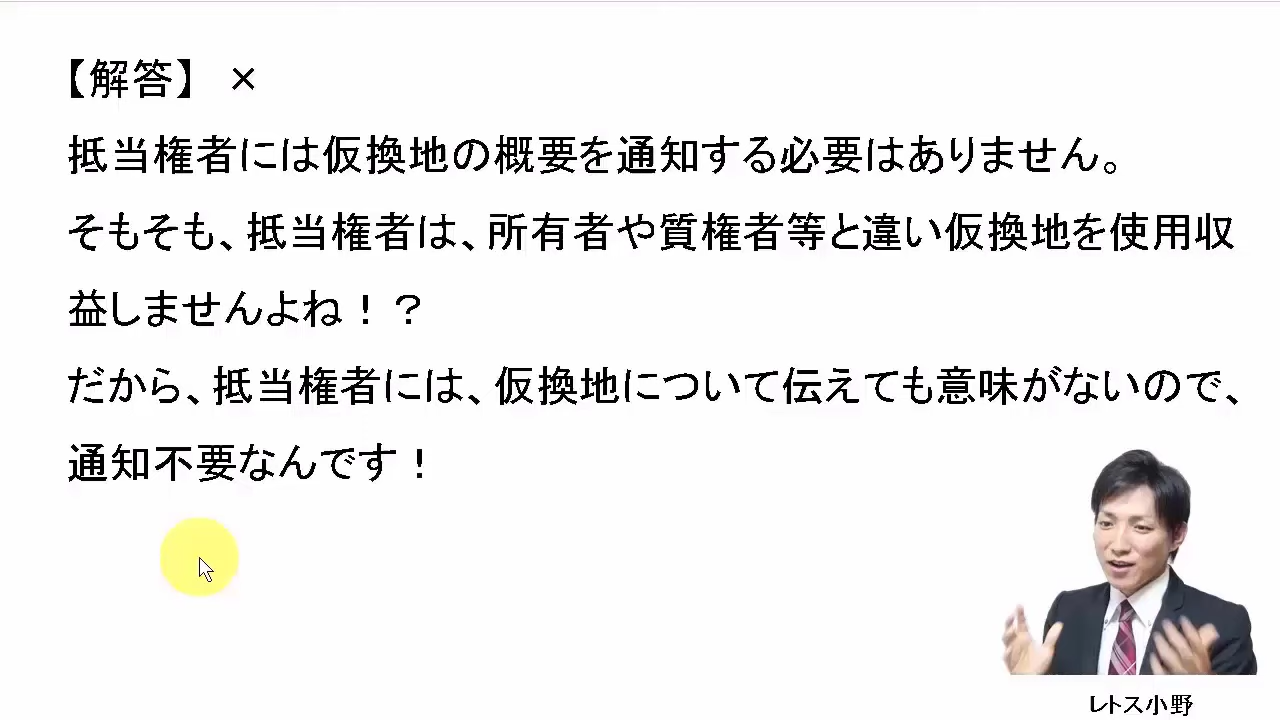 【解答】　×
抵当権者には仮換地の概要を通知する必要はありません。
そもそも、抵当権者は、所有者や質権者等と違い仮換地を使用収
益しませんよね！？
だから、抵当権者には、仮換地について伝えても意味がないので、
通知不要なんです！
レトス小野